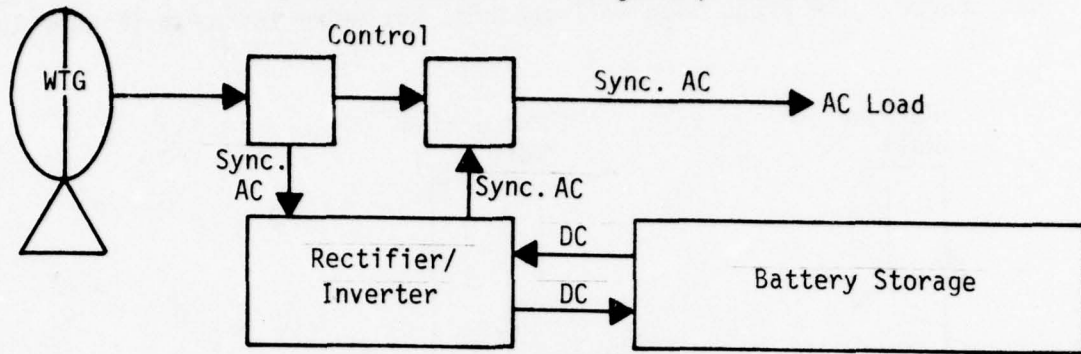 Control
WTG
Sync. AC
AC Load
Sync.
AC
Sync. AC
DC
Rectifier/
Inverter
DC
Battery Storage